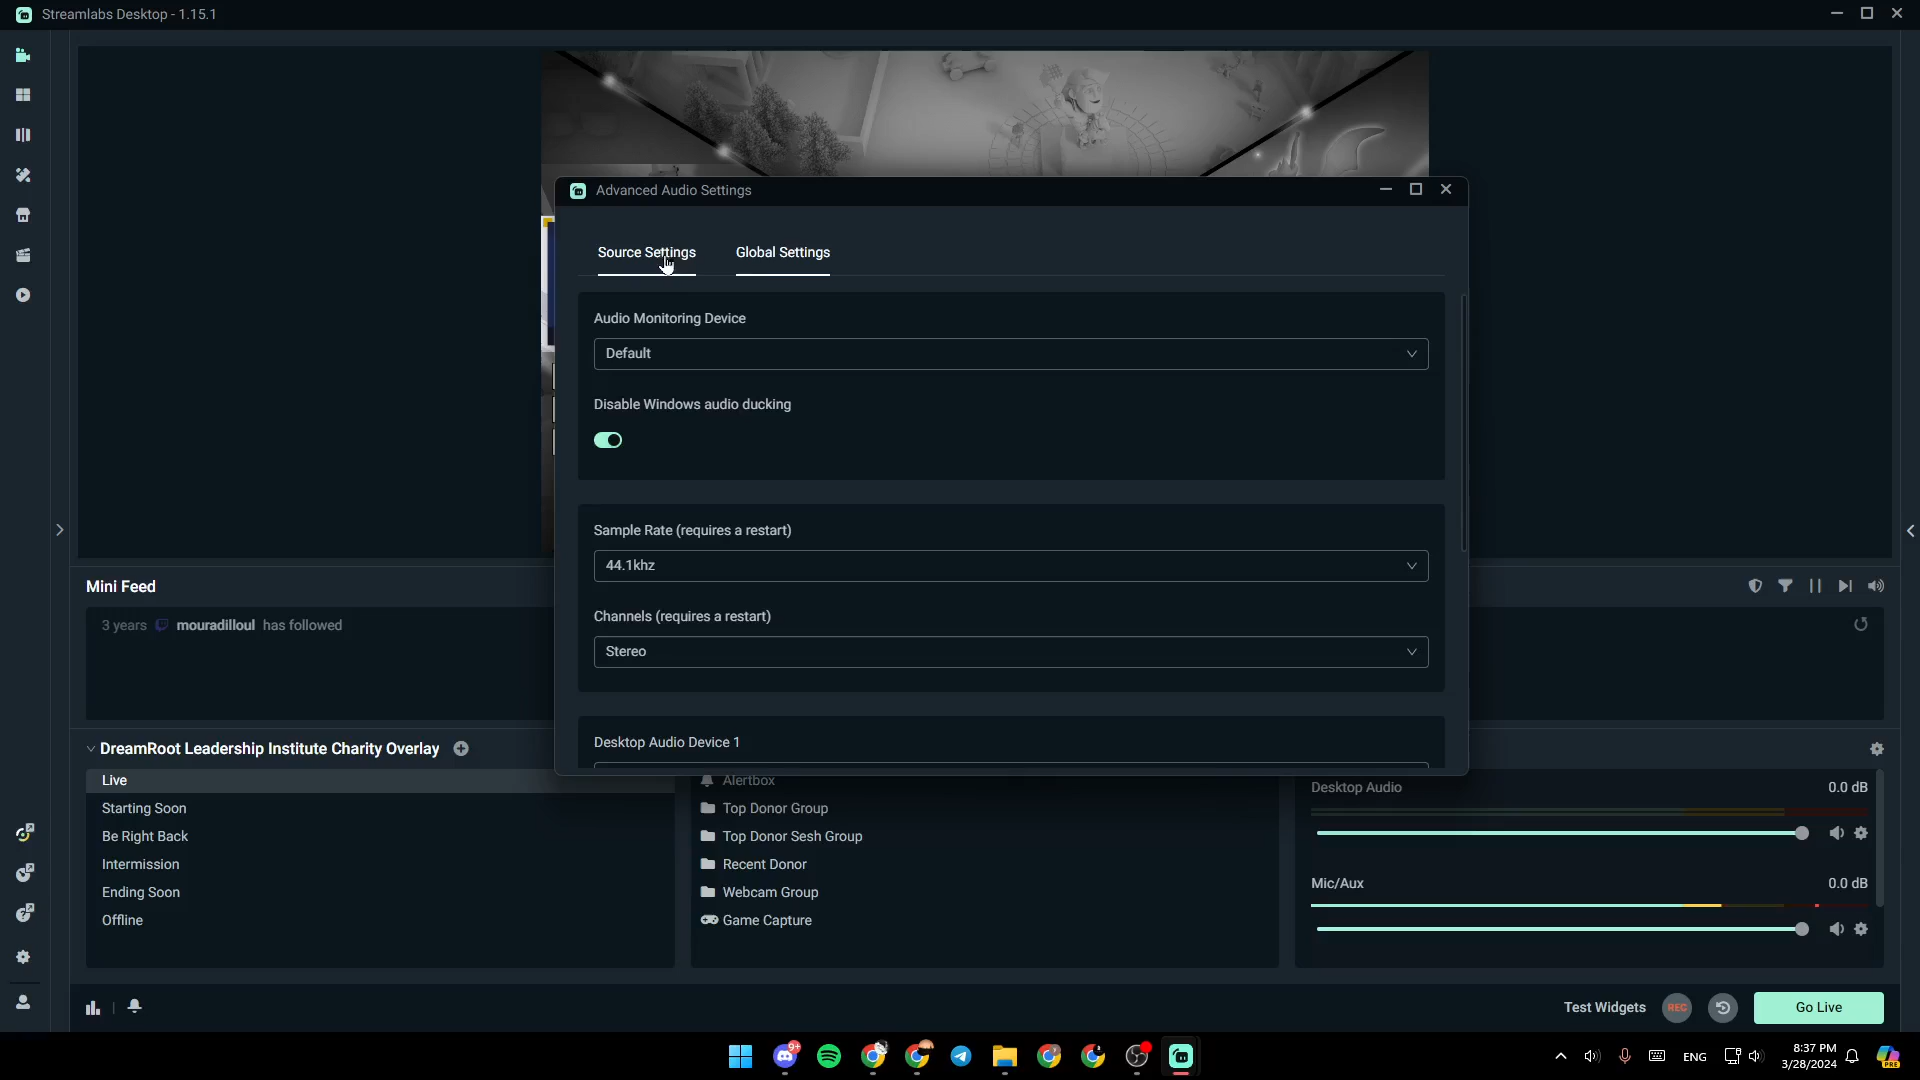 Streamlabs Desktop - 1.15.1
Advanced Audio Settings
Source Settings
Global Settings
Audio Monitoring Device
Default
Disable Windows audio ducking
Sample Rate (requires a restart)
44.1khz
Channels (requires a restart)
Stereo
Desktop Audio Device 1
Mini Feed
3 years mouradilloul has followed
DreamRoot Leadership Institute Charity Overlay
Live
Starting Soon
Be Right Back
Intermission
Ending Soon
Offline
Alertbox
Top Donor Group
Top Donor Sesh Group
Recent Donor
Webcam Group
Game Capture
Desktop Audio 0.0 dB
Mic/Aux 0.0 dB
Test Widgets REC Go Live
9+
ENG
8:37 PM
3/28/2024
PRE